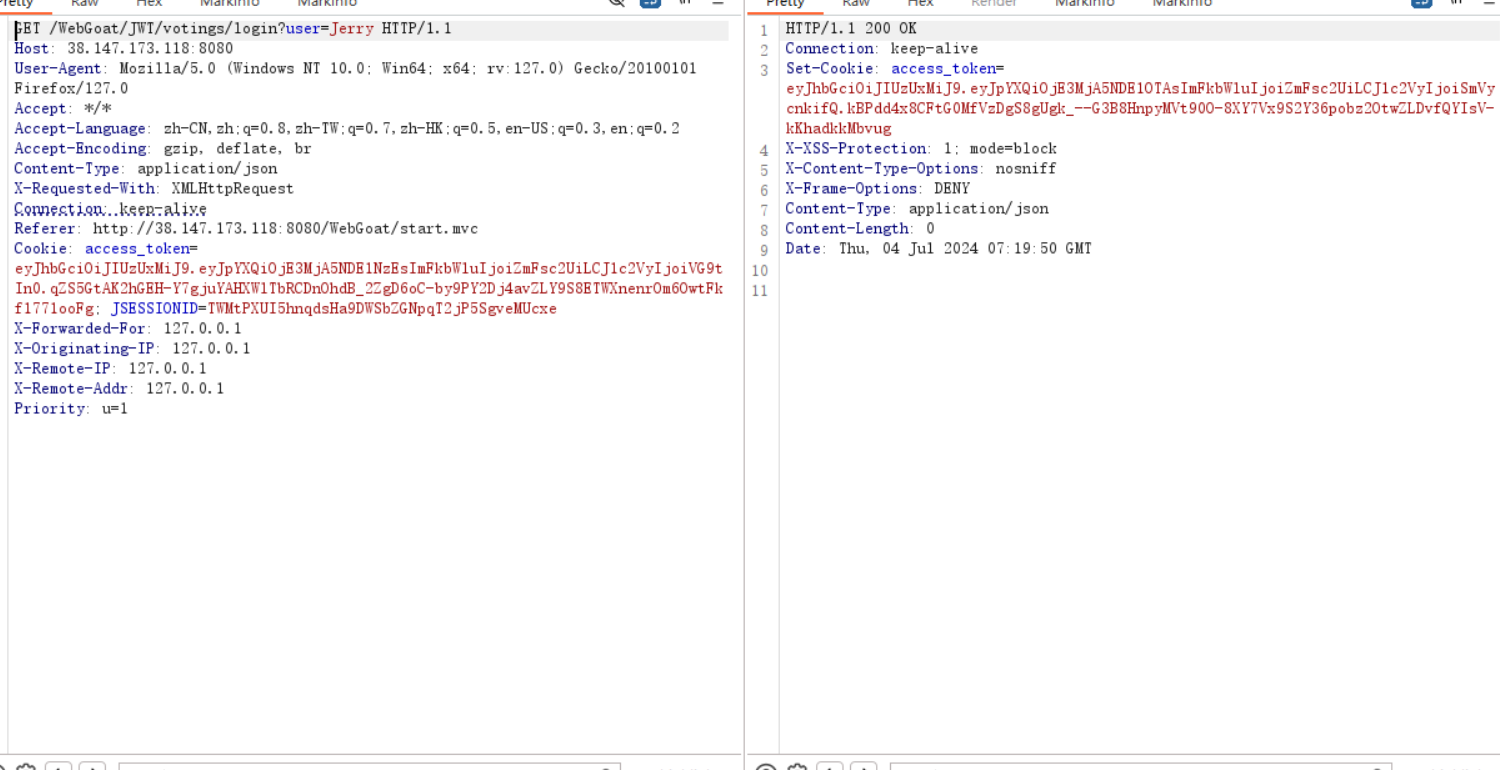 Pretty Raw Hex MarkInfo MarkInfo \n
GET /WebGoat/JWT/votings/login?user=Jerry HTTP/1.1
Host: 38.147.173.118:8080
User-Agent: Mozilla/5.0 (Windows NT 10.0; Win64; x64; rv:127.0) Gecko/20100101
Firefox/127.0
Accept: */*
Accept-Language: zh-CN,zh;q=0.8,zh-TW;q=0.7,zh-HK;q=0.5,en-US;q=0.3,en;q=0.2
Accept-Encoding: gzip, deflate, br
Content-Type: application/json
X-Requested-With: XMLHttpRequest
Connection: keep-alive
Referer: http://38.147.173.118:8080/WebGoat/start.mvc
Cookie: access_token=
eyJhbGciOiJIUzUxMiJ9.eyJpYXQiOjE3MjA5NDE1NzEsImFkbWluIjoiZmFsc2UiLCJ1c2VyIjoiVG9t
In0.qZS5GtAK2hGEH-Y7gjuYAHXW1TbRCDnOhdB_2ZgD6oC-by9PY2Dj4avZLY9S8ETWXnenrOm6OwtFk
f1771ooFg; JSESSIONID=TWMtPXUI5hnqdsHa9DWSbZGNpqT2jP5SgveMUcxe
X-Forwarded-For: 127.0.0.1
X-Originating-IP: 127.0.0.1
X-Remote-IP: 127.0.0.1
X-Remote-Addr: 127.0.0.1
Priority: u=1
Pretty Raw Hex Render MarkInfo MarkInfo \n
1 HTTP/1.1 200 OK
2 Connection: keep-alive
3 Set-Cookie: access_token=
eyJhbGciOiJIUzUxMiJ9.eyJpYXQiOjE3MjA5NDE1OTAsImFkbWluIjoiZmFsc2UiLCJ1c2VyIjoiSmVy
cnkifQ.kBPdd4x8CFtG0MfVzDgS8gUgk_--G3B8HnpyMVt90O-8XY7Vx9S2Y36pobz2OtwZLDvfQYIsV-
kKhadkkMbvug
4 X-XSS-Protection: 1; mode=block
5 X-Content-Type-Options: nosniff
6 X-Frame-Options: DENY
7 Content-Type: application/json
8 Content-Length: 0
9 Date: Thu, 04 Jul 2024 07:19:50 GMT
10
11